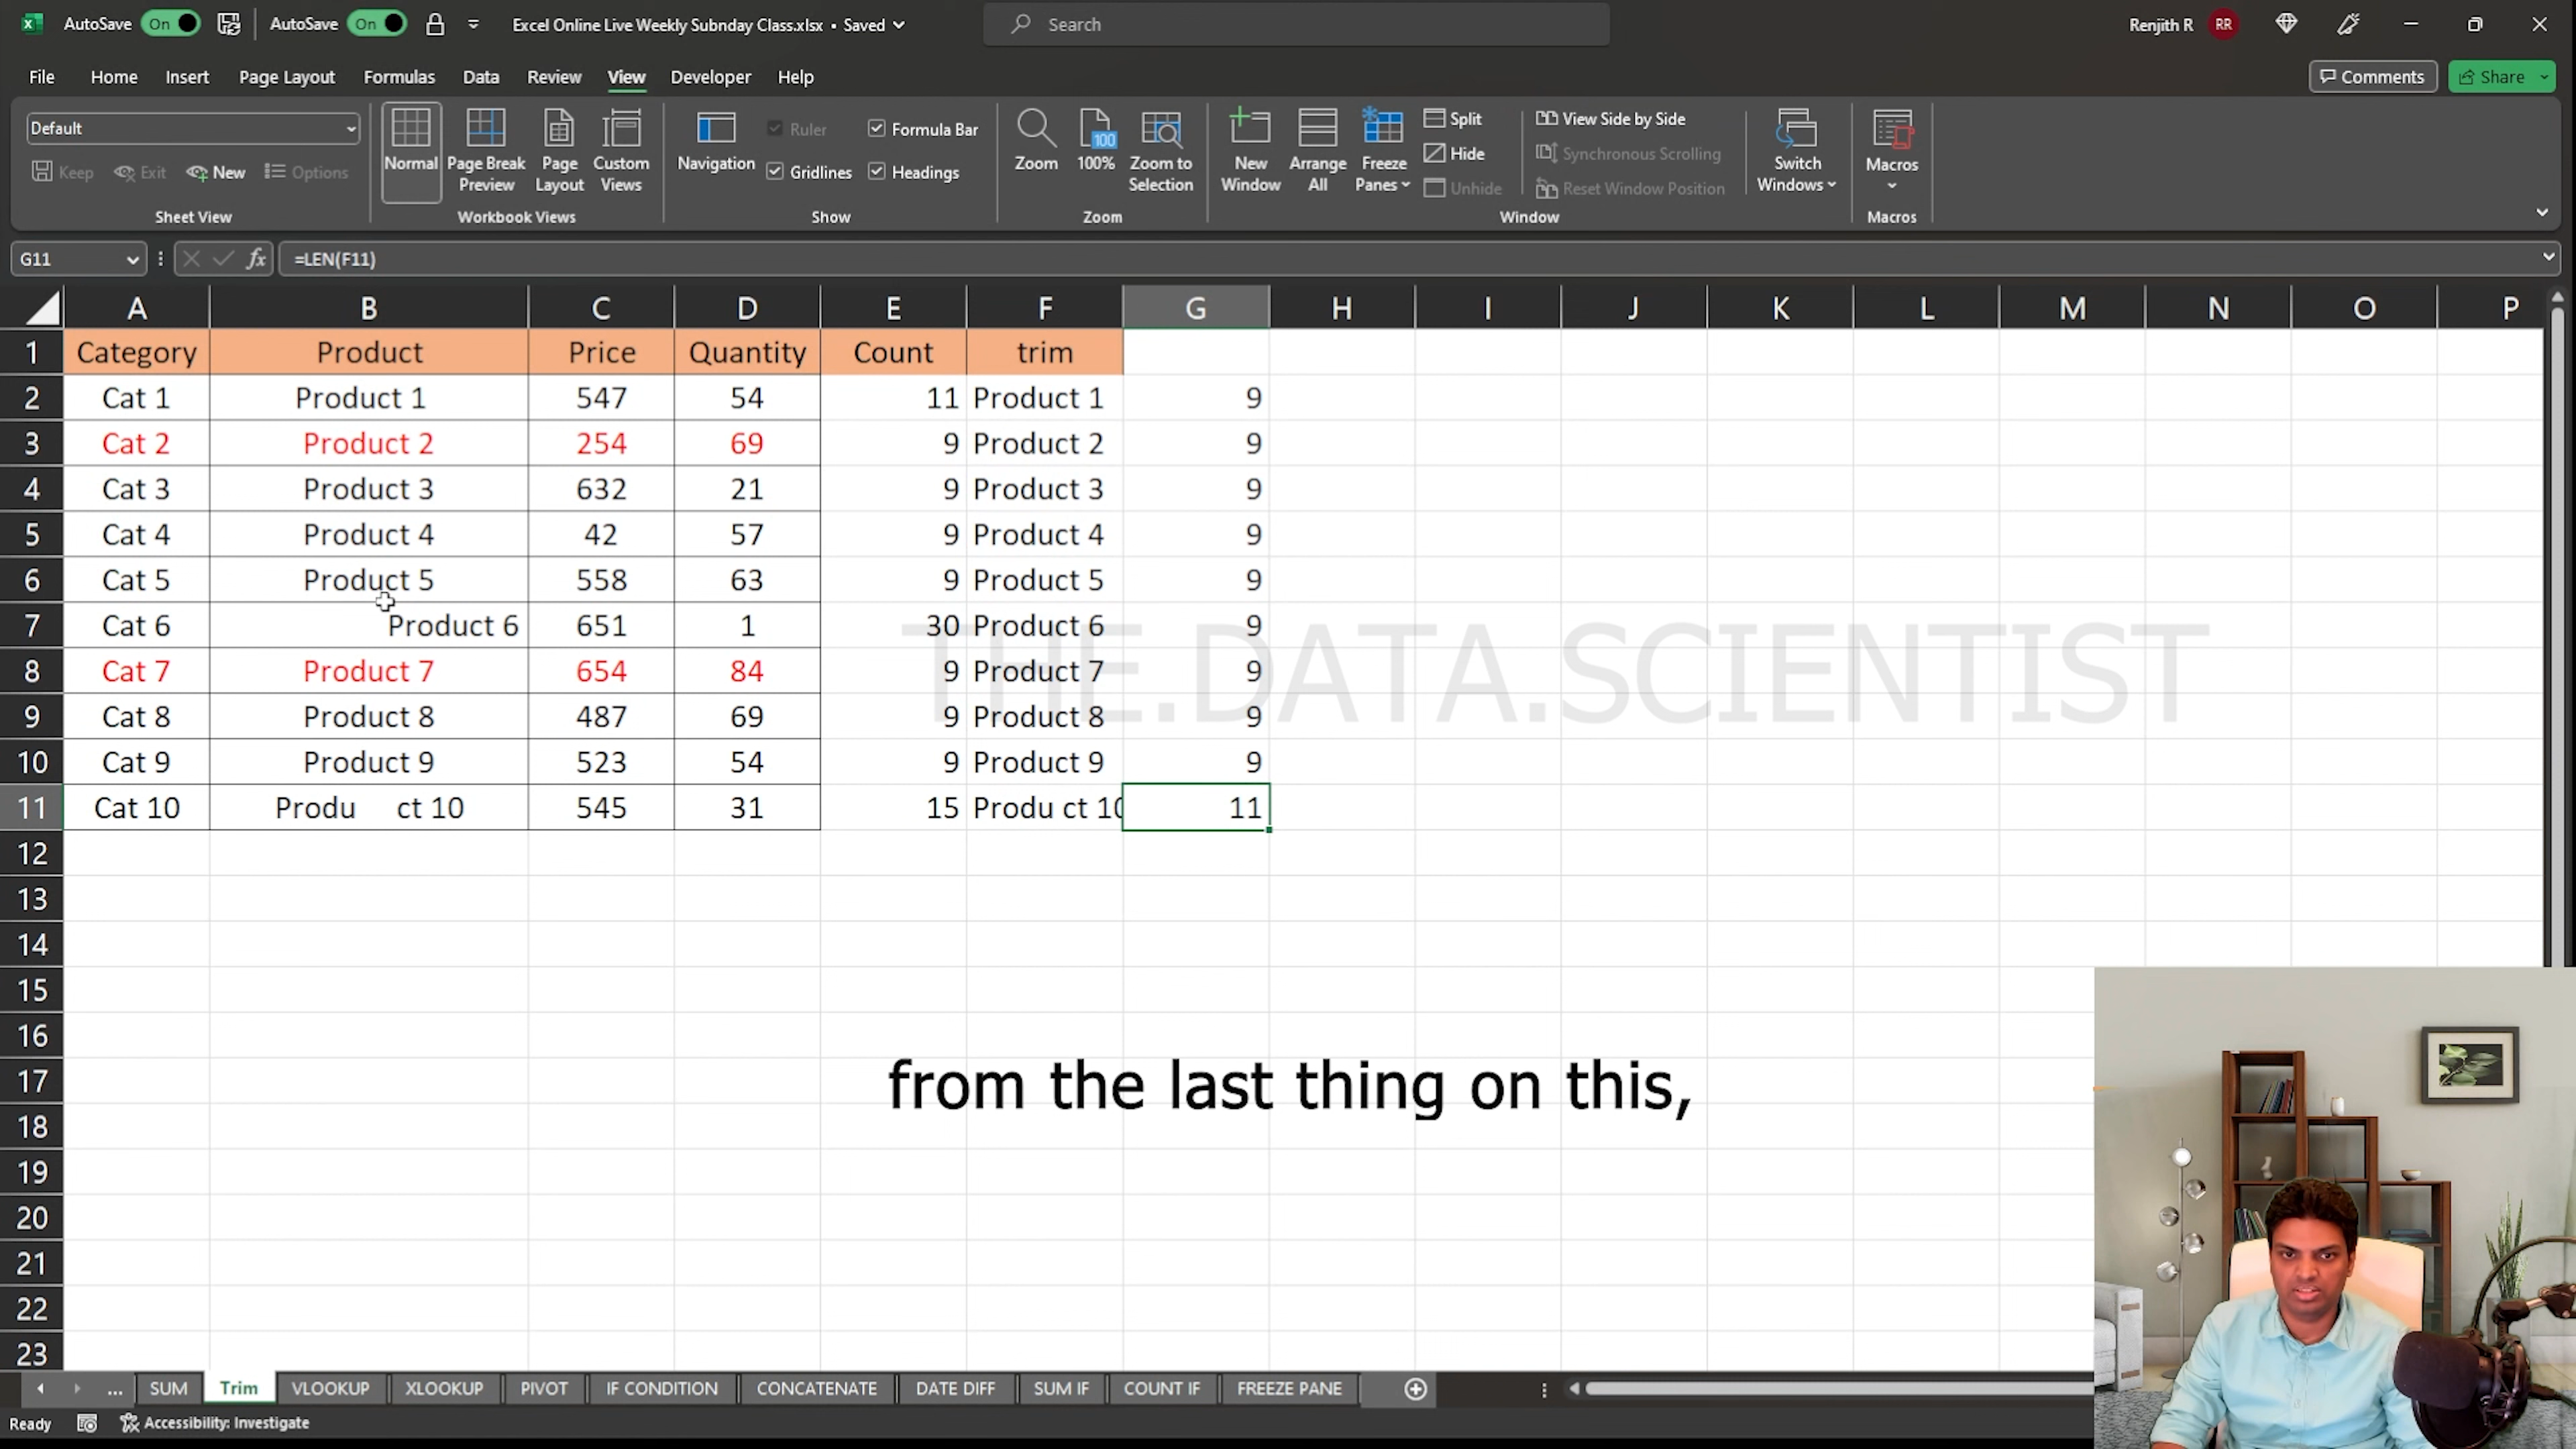 AutoSave On AutoSave On Excel Online Live Weekly Subnday Class.xlsx • Saved Search Renjith R RR
File Home Insert Page Layout Formulas Data Review View Developer Help Comments Share
Default
Keep Exit New Options
Sheet View
Normal Page Break Preview Page Layout Custom Views
Workbook Views
Navigation Ruler Formula Bar
Gridlines Headings
Show
Zoom 100 100% Zoom to Selection
Zoom
New Window Arrange All Freeze Panes
Split
Hide
Unhide
View Side by Side
Synchronous Scrolling
Reset Window Position
Switch Windows
Window
Macros
Macros
G11 fx =LEN(F11)
A B C D E F G H I J K L M N O P
1 Category Product Price Quantity Count trim
2 Cat 1 Product 1 547 54 11 Product 1 9
3 Cat 2 Product 2 254 69 9 Product 2 9
4 Cat 3 Product 3 632 21 9 Product 3 9
5 Cat 4 Product 4 42 57 9 Product 4 9
6 Cat 5 Product 5 558 63 9 Product 5 9
7 Cat 6 Product 6 651 1 30 Product 6 9
8 Cat 7 Product 7 654 84 9 Product 7 9
9 Cat 8 Product 8 487 69 9 Product 8 9
10 Cat 9 Product 9 523 54 9 Product 9 9
11 Cat 10 Produ ct 10 545 31 15 Produ ct 10 11
THE.DATA.SCIENTIST
12
13
14
15
16
17
18
19
20
21
22
23
from the last thing on this,
... SUM Trim VLOOKUP XLOOKUP PIVOT IF CONDITION CONCATENATE DATE DIFF SUM IF COUNT IF FREEZE PANE
Ready Accessibility: Investigate